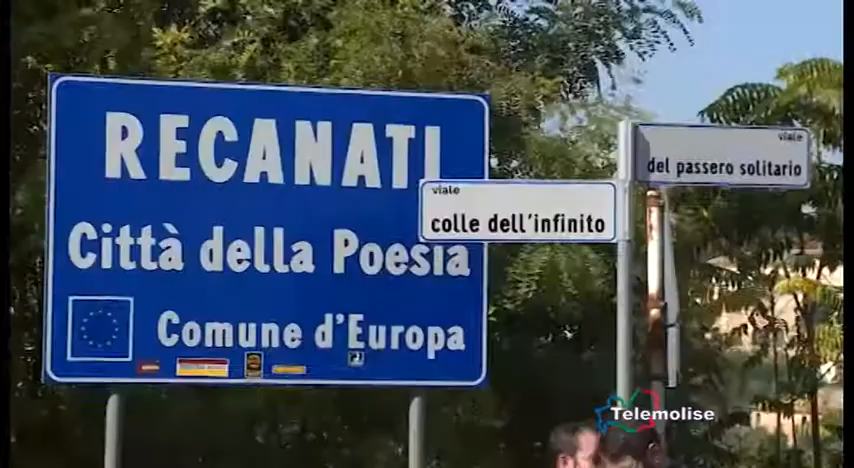 RECANATI
Città della Poesia
Comune d'Europa
viale
colle dell'infinito
viale
del passero solitario
Telemolise